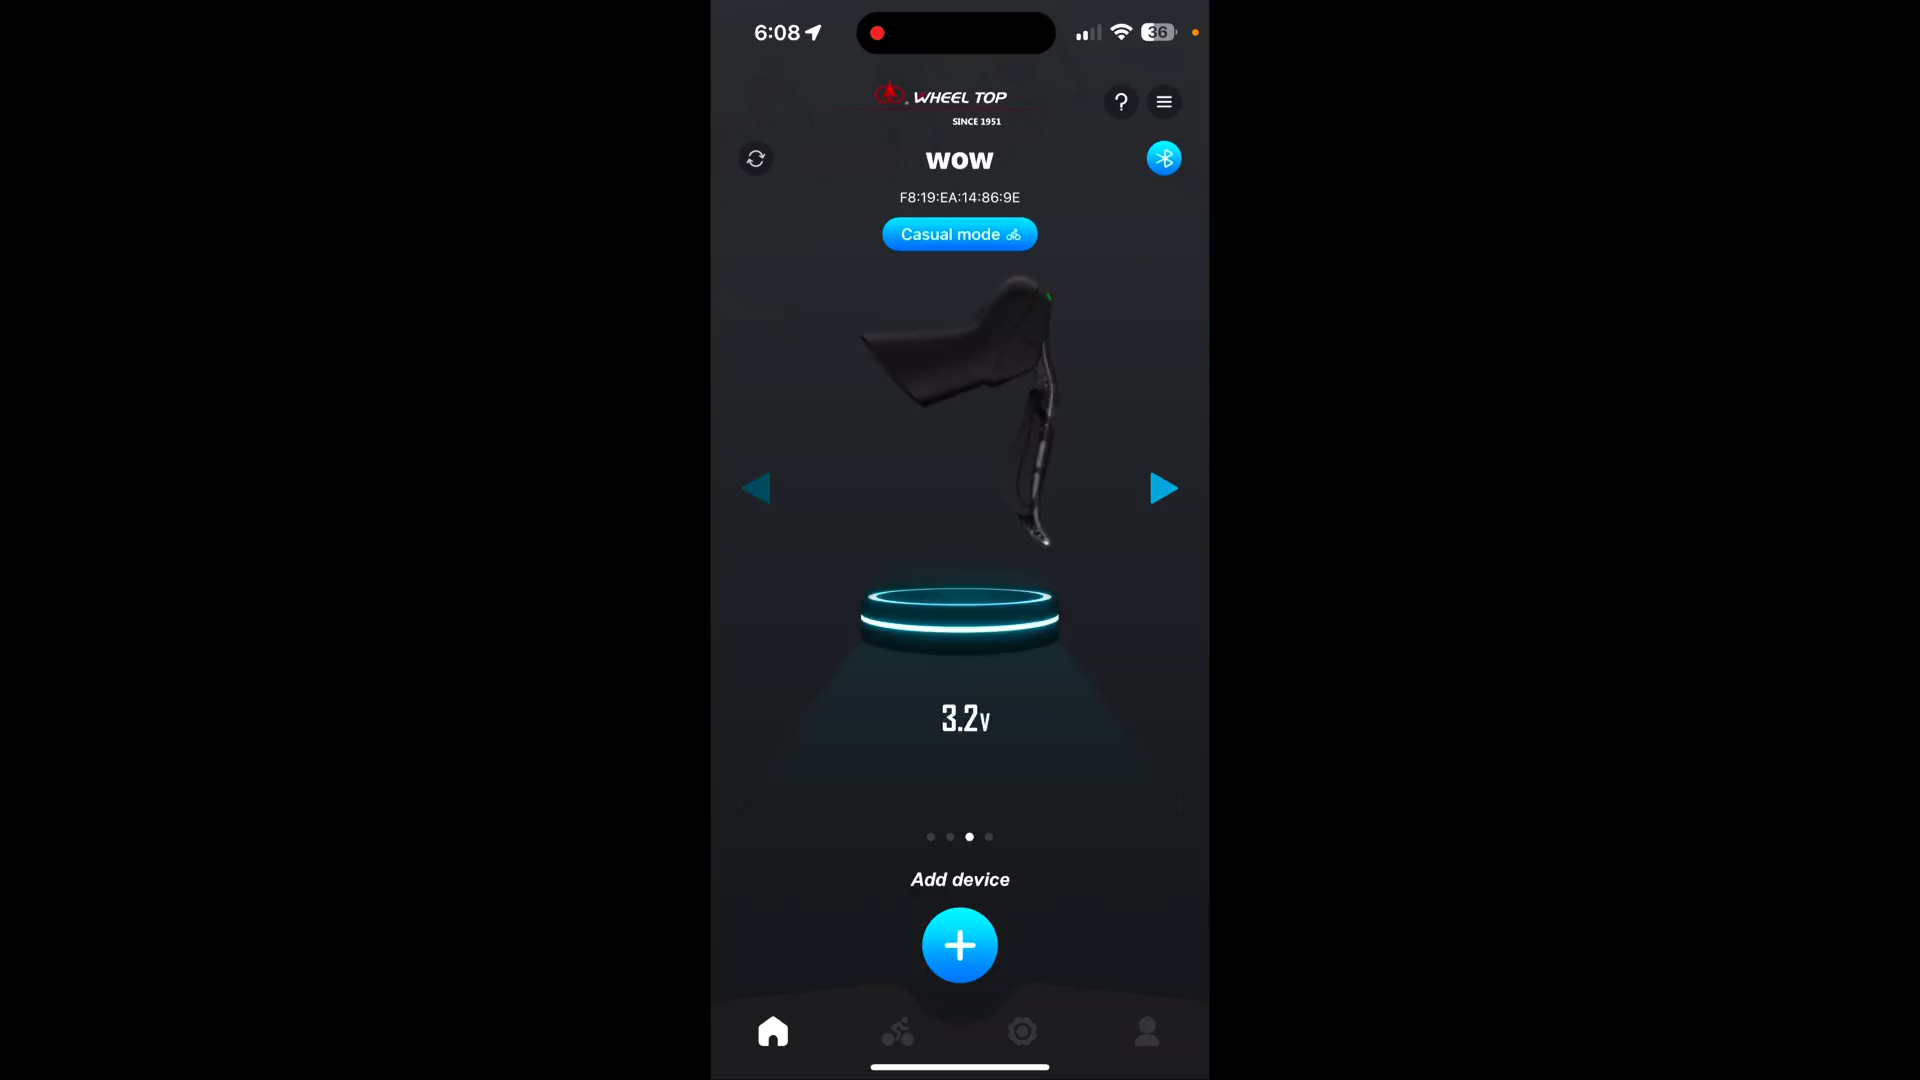 6:08
36
WHEEL TOP
SINCE 1951
wow
F8:19:EA:14:86:9E
Casual mode
3.2V
Add device